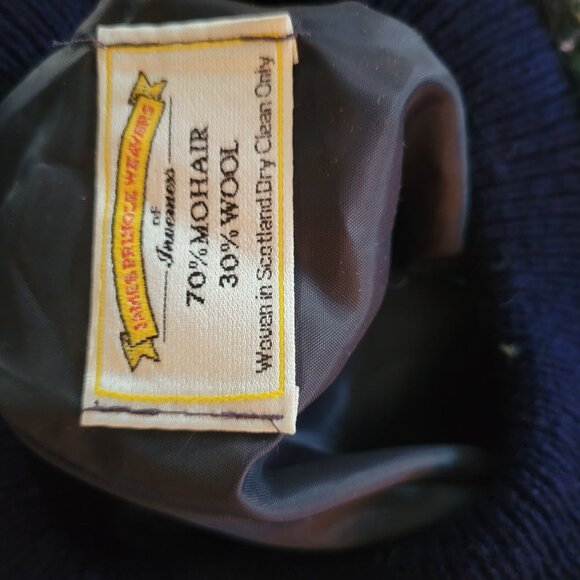 JAMES PRINGLE WEAVERS
of
Inverness
70% MOHAIR
30% WOOL
Woven in Scotland.Dry Clean Only